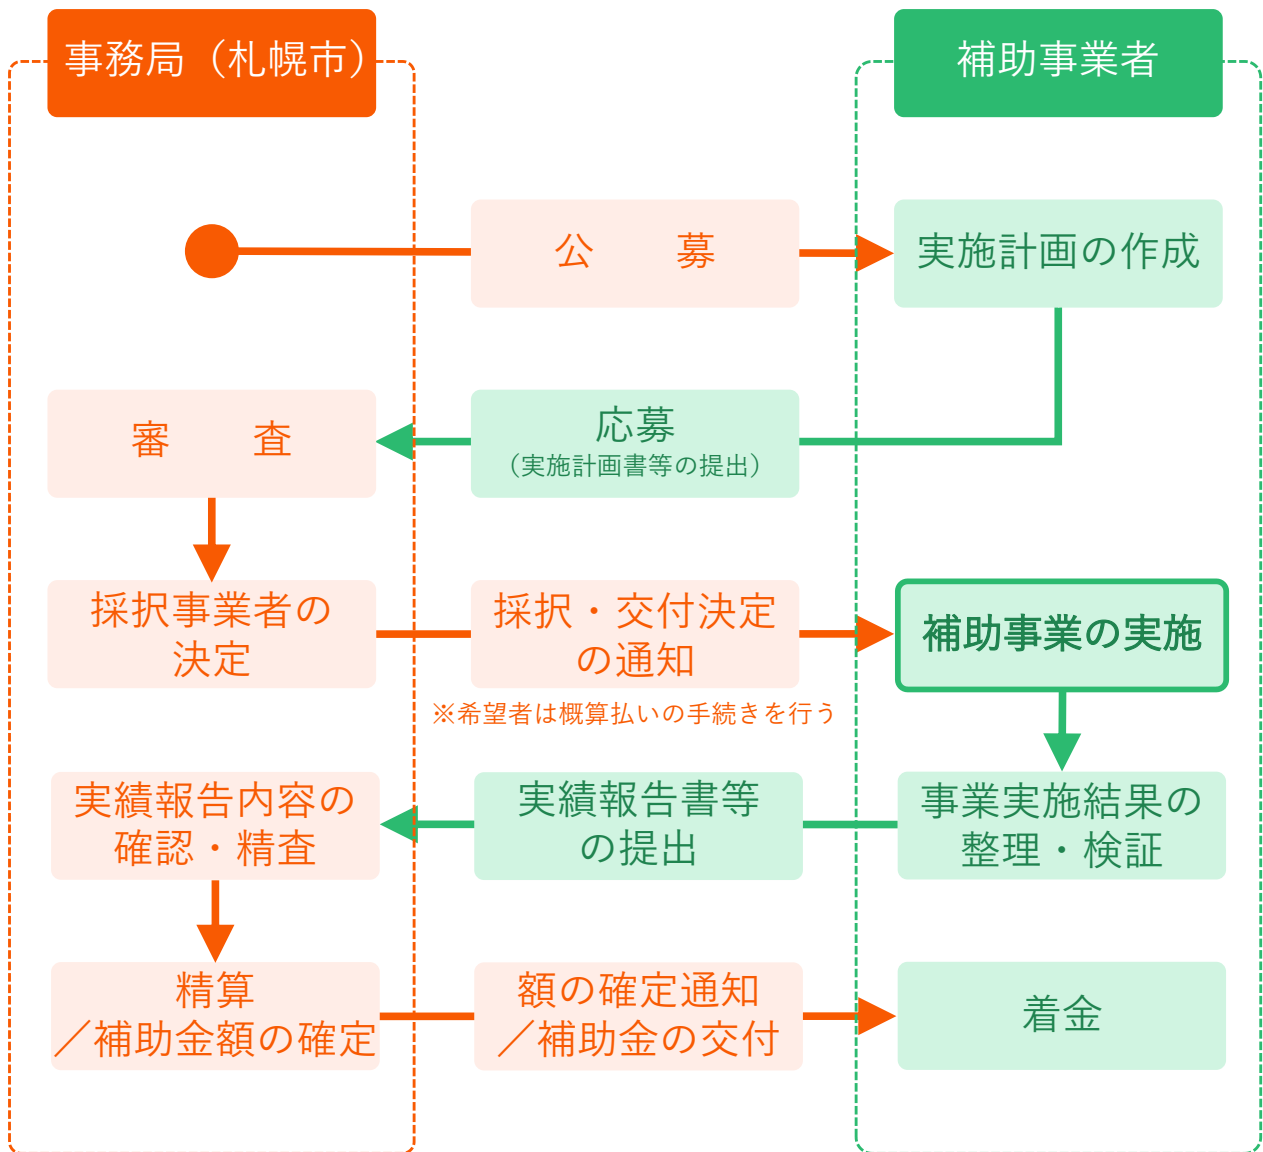 事務局（札幌市）
補助事業者
公　　募
実施計画の作成
審　　査
応募
（実施計画書等の提出）
採択事業者の
決定
採択・交付決定
の通知
※希望者は概算払いの手続きを行う
補助事業の実施
実績報告内容の
確認・精査
実績報告書等
の提出
事業実施結果の
整理・検証
精算
／補助金額の確定
額の確定通知
／補助金の交付
着金